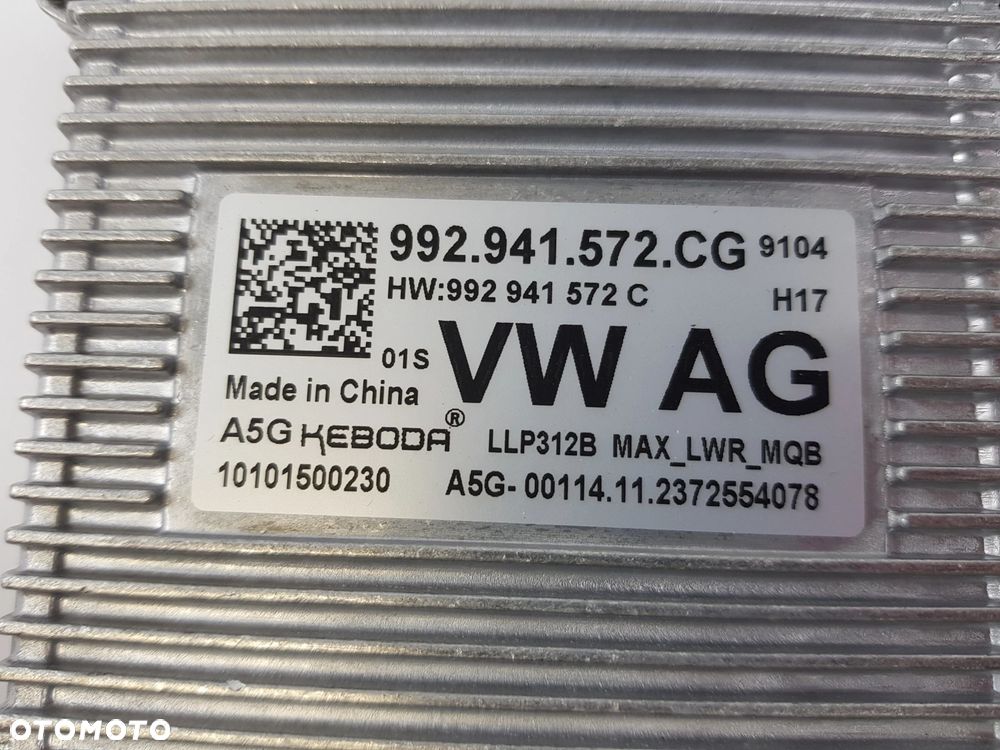 992.941.572.CG 9104
HW:992 941 572 C H17
01S VW AG
Made in China
A5G KEBODA® LLP312B MAX_LWR_MQB
10101500230 A5G-00114.11.2372554078
OTOMOTO